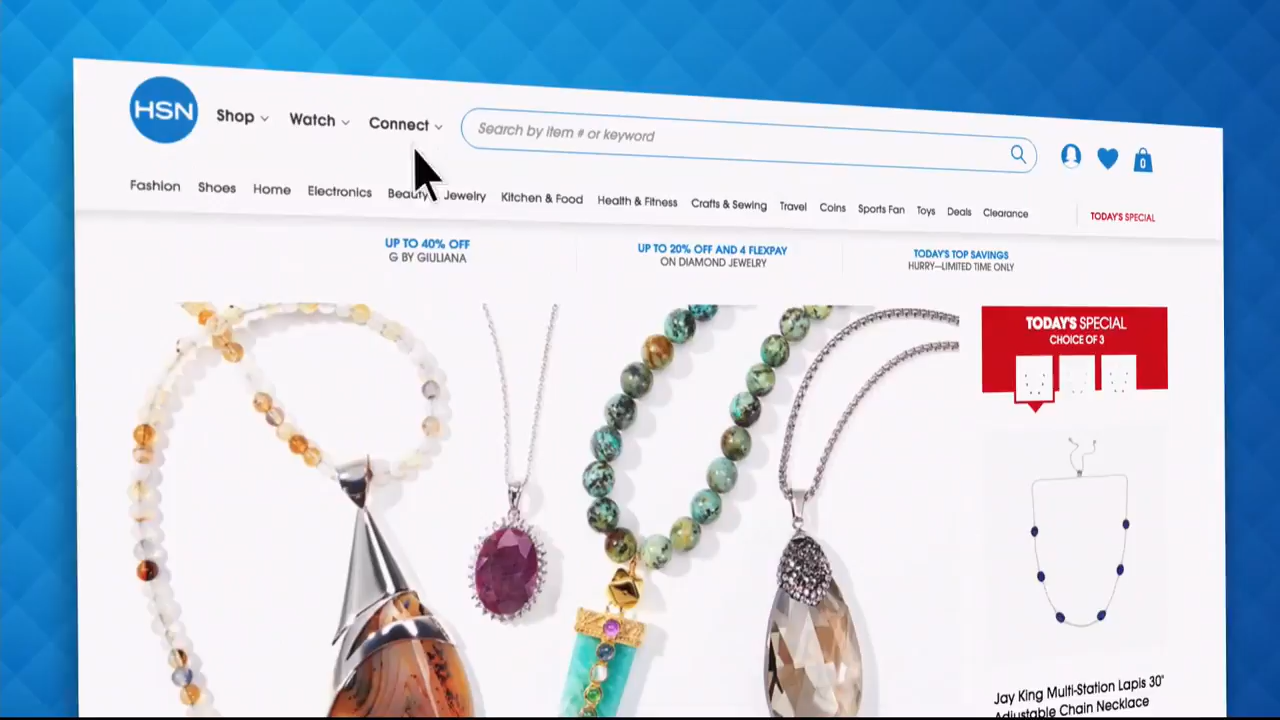 HSN
Shop Watch Connect
Search by item # or keyword
0
Fashion Shoes Home Electronics Beauty Jewelry Kitchen & Food Health & Fitness Crafts & Sewing Travel Coins Sports Fan Toys Deals Clearance TODAY'S SPECIAL
UP TO 40% OFF
G BY GIULIANA
UP TO 20% OFF AND 4 FLEXPAY
ON DIAMOND JEWELRY
TODAY'S TOP SAVINGS
HURRY—LIMITED TIME ONLY
TODAY'S SPECIAL
CHOICE OF 3
Jay King Multi-Station Lapis 30"
Adjustable Chain Necklace